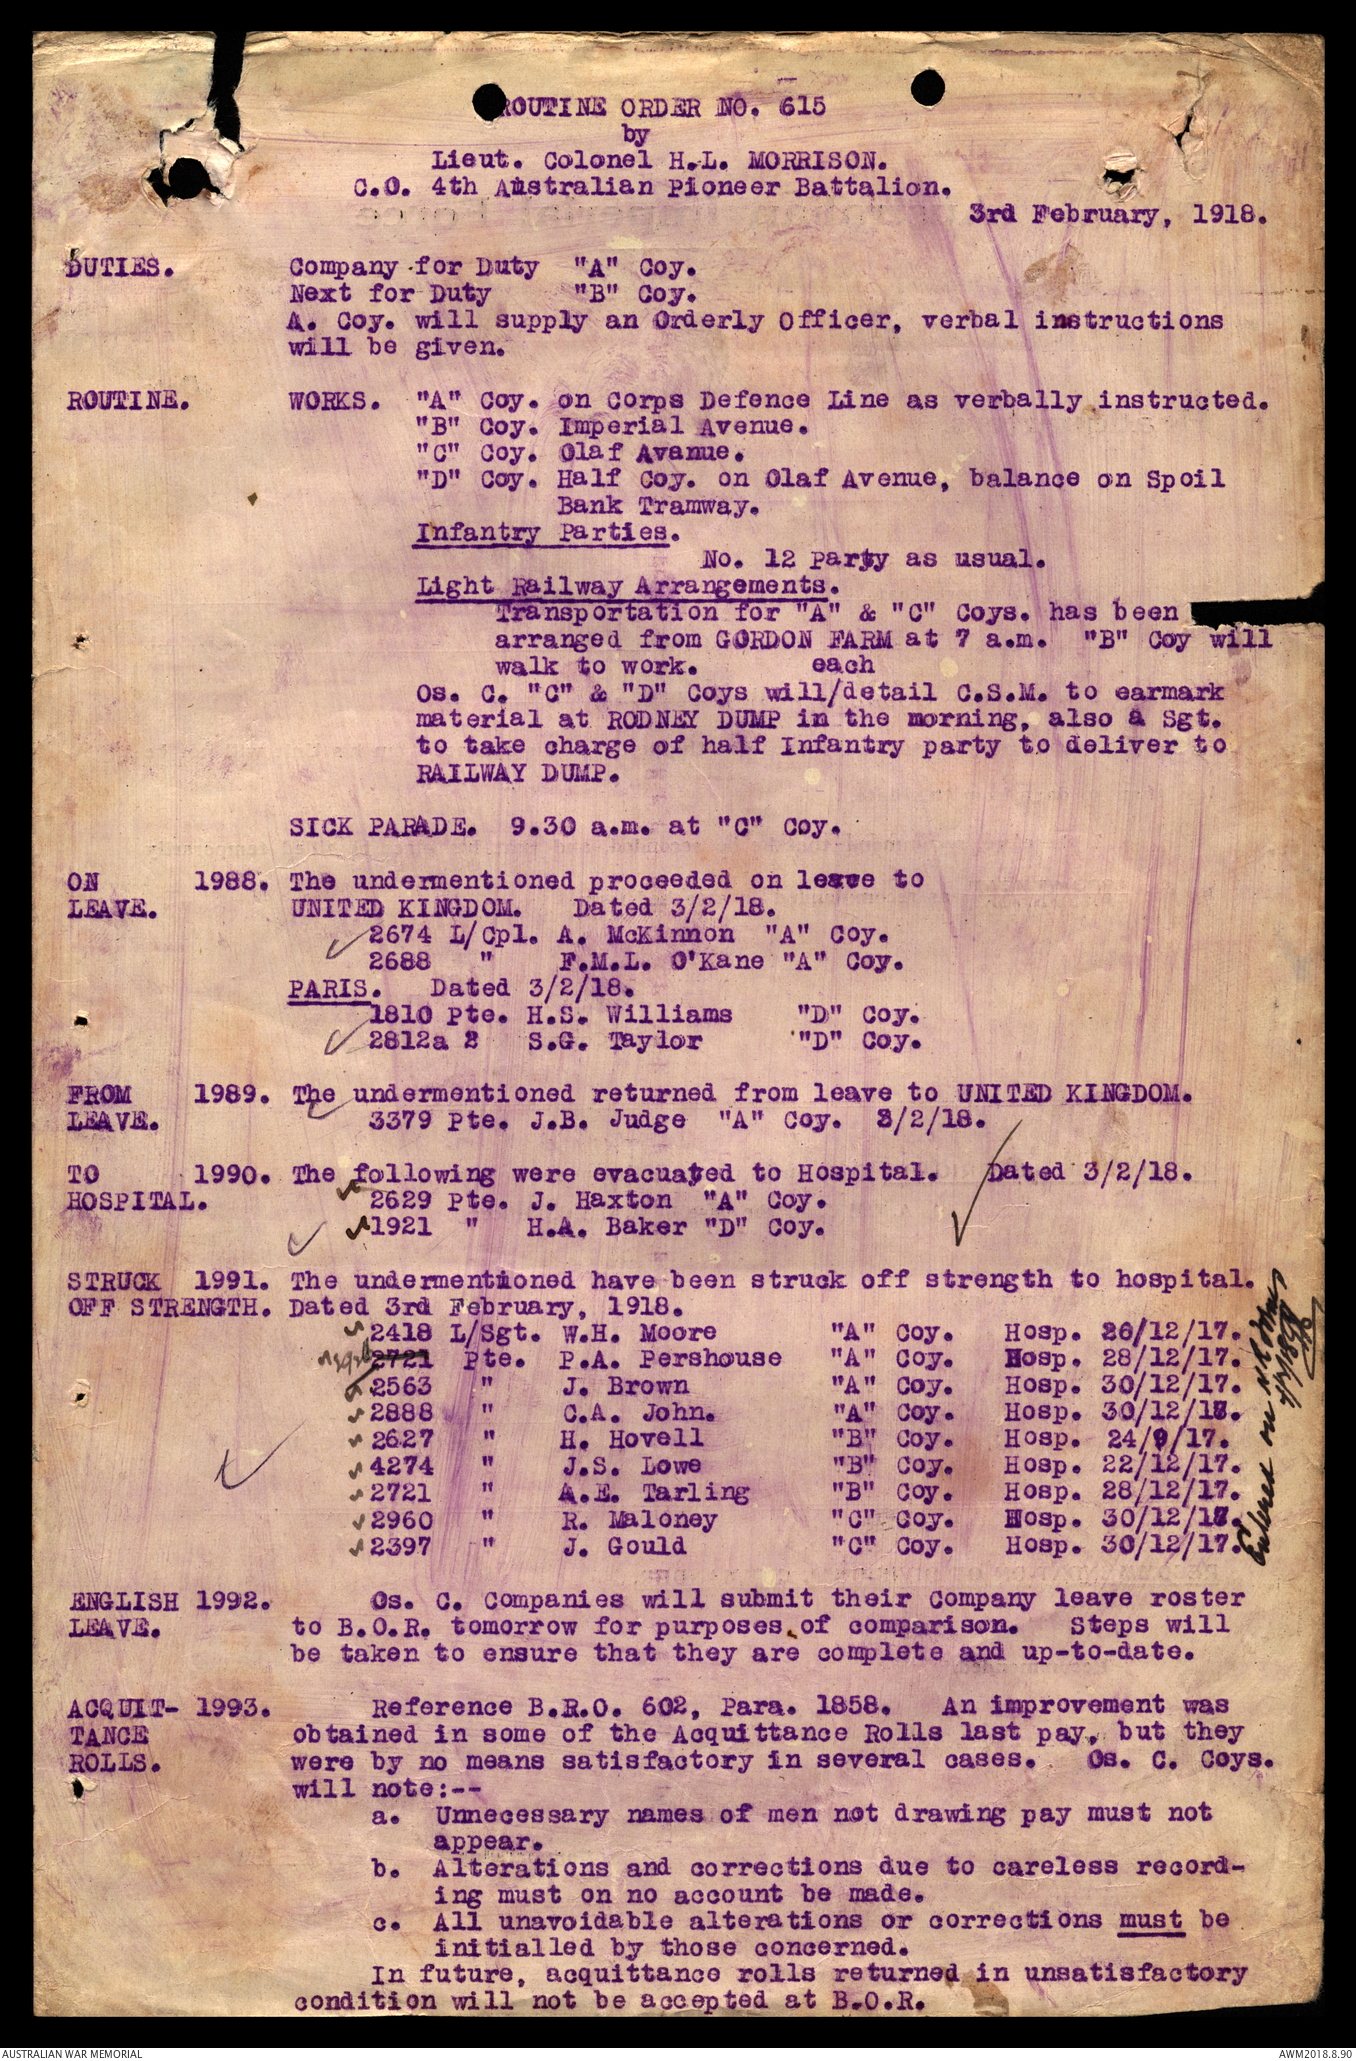 ROUTINE ORDER NO. 615
by
Lieut. Colonel H.L. MORRISON.
C.O. 4th Australian Pioneer Battalion.
3rd February, 1918.
DUTIES. Company for Duty "A" Coy.
Next for Duty "B" Coy.
A. Coy. will supply an Orderly Officer, verbal instructions
will be given.
ROUTINE. WORKS. "A" Coy. on Corps Defence Line as verbally instructed.
"B" Coy. Imperial Avenue.
"C" Coy. Olaf Avanue.
"D" Coy. Half Coy. on Olaf Avenue, balance on Spoil
Bank Tramway.
Infantry Parties.
No. 12 Party as usual.
Light Railway Arrangements.
Transportation for "A" & "C" Coys. has been
arranged from GORDON FARM at 7 a.m. "B" Coy will
walk to work. each
Os. C. "C" & "D" Coys will/detail C.S.M. to earmark
material at RODNEY DUMP in the morning, also a Sgt.
to take charge of half Infantry party to deliver to
RAILWAY DUMP.
SICK PARADE. 9.30 a.m. at "C" Coy.
ON 1988. The undermentioned proceeded on leave to
LEAVE. UNITED KINGDOM. Dated 3/2/18.
2674 L/Cpl. A. McKinnon "A" Coy.
2688 " F.M.L. O'Kane "A" Coy.
PARIS. Dated 3/2/18.
1810 Pte. H.S. Williams "D" Coy.
2812a 2 S.G. Taylor "D" Coy.
FROM 1989. The undermentioned returned from leave to UNITED KINGDOM.
LEAVE. 3379 Pte. J.B. Judge "A" Coy. 3/2/18.
TO 1990. The following were evacuated to Hospital. Dated 3/2/18.
HOSPITAL. 2629 Pte. J. Haxton "A" Coy.
1921 " H.A. Baker "D" Coy.
STRUCK 1991. The undermentioned have been struck off strength to hospital.
OFF STRENGTH. Dated 3rd February, 1918.
2418 L/Sgt. W.H. Moore "A" Coy. Hosp. 26/12/17.
2721 Pte. P.A. Pershouse "A" Coy. Hosp. 28/12/17.
2563 " J. Brown "A" Coy. Hosp. 30/12/17.
2888 " C.A. John. "A" Coy. Hosp. 30/12/17.
2627 " H. Hovell "B" Coy. Hosp. 24/9/17.
4274 " J.S. Lowe "B" Coy. Hosp. 22/12/17.
2721 " A.E. Tarling "B" Coy. Hosp. 28/12/17.
2960 " R. Maloney "C" Coy. Hosp. 30/12/17.
2397 " J. Gould "C" Coy. Hosp. 30/12/17.
Entered on
ENGLISH 1992. Os. C. Companies will submit their Company leave roster
LEAVE. to B.O.R. tomorrow for purposes of comparison. Steps will
be taken to ensure that they are complete and up-to-date.
ACQUIT- 1993. Reference B.R.O. 602, Para. 1858. An improvement was
TANCE obtained in some of the Acquittance Rolls last pay, but they
ROLLS. were by no means satisfactory in several cases. Os. C. Coys.
will note:--
a. Unnecessary names of men not drawing pay must not
appear.
b. Alterations and corrections due to careless record-
ing must on no account be made.
c. All unavoidable alterations or corrections must be
initialled by those concerned.
In future, acquittance rolls returned in unsatisfactory
condition will not be accepted at B.O.R.
AUSTRALIAN WAR MEMORIAL AWM2018.8.90